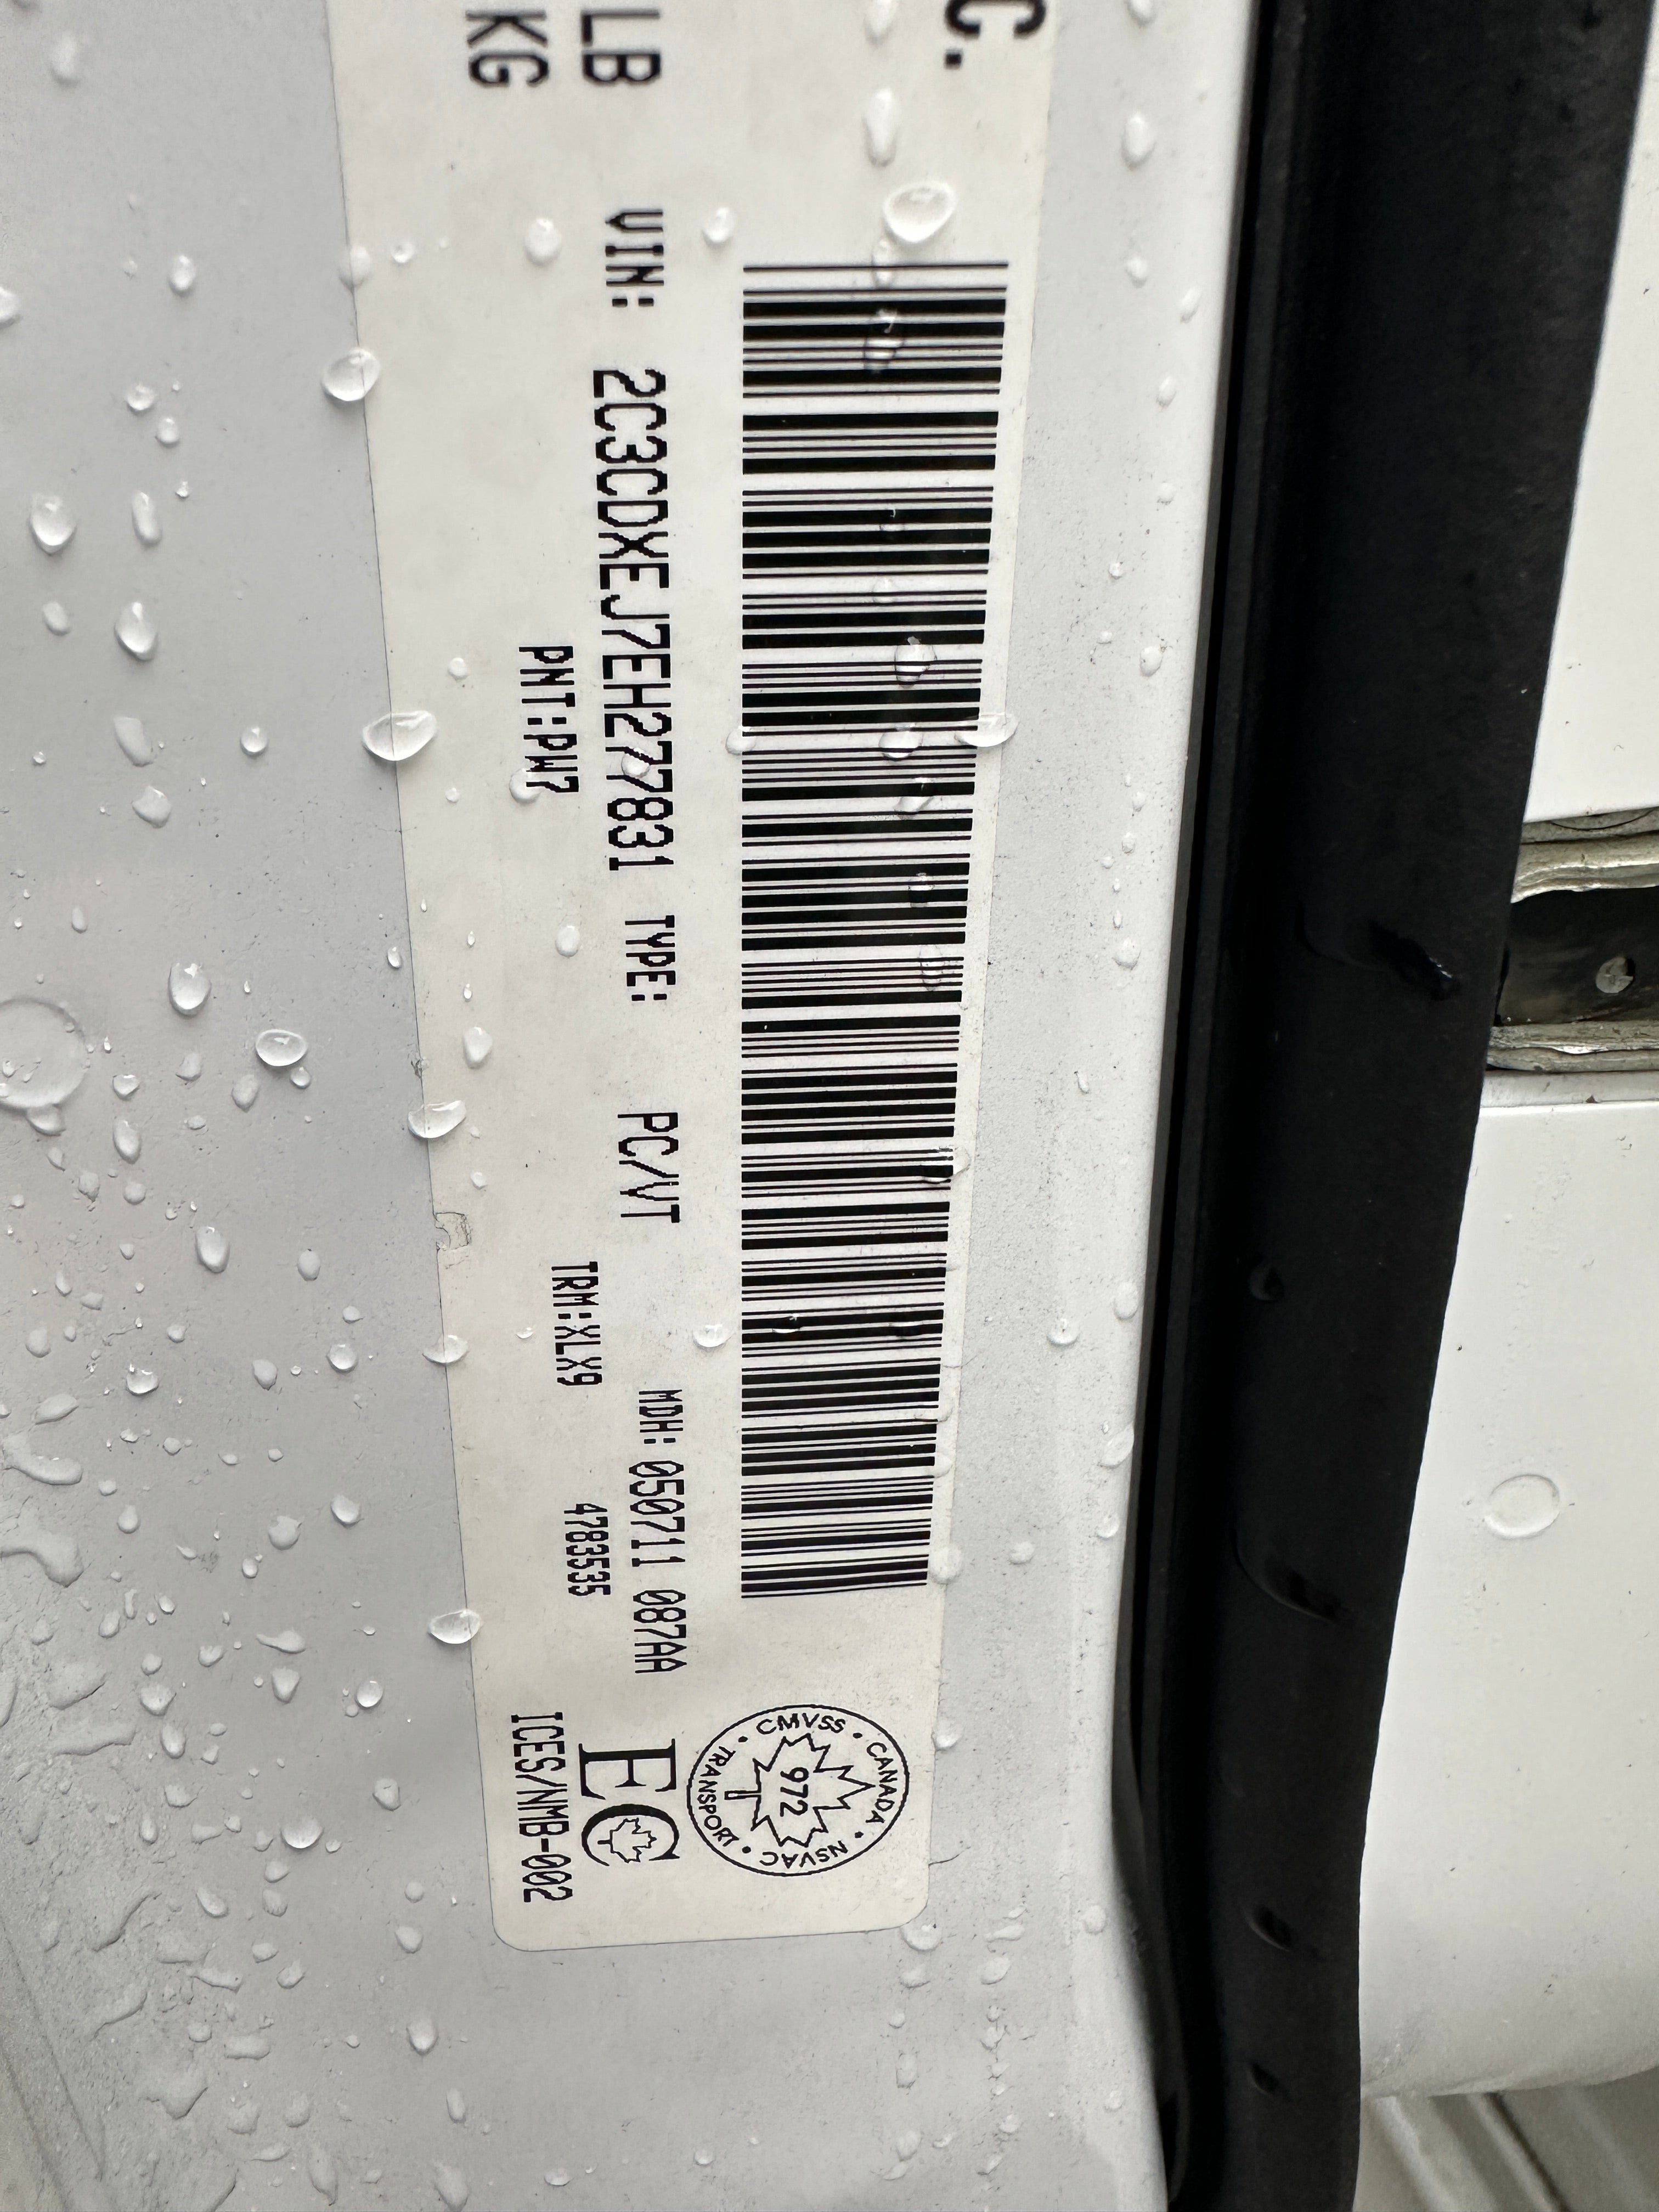 C.
LB
KG
VIN: 2C3CDXEJ7EH277831 TYPE: PC/VT MDH: 050711 087AA
PNT:PW7 TRM:XLX9 4783535
CMVSS • CANADA • NSVAC • TRANSPORT •
972
EC
ICES/NMB-002